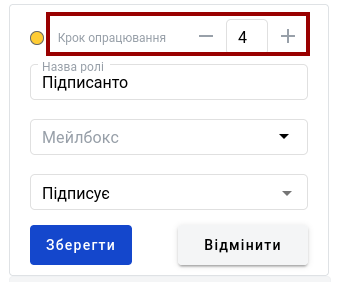 Крок опрацювання 4
Назва ролі
Підписанто
Мейлбокс
Підписує
Зберегти Відмінити